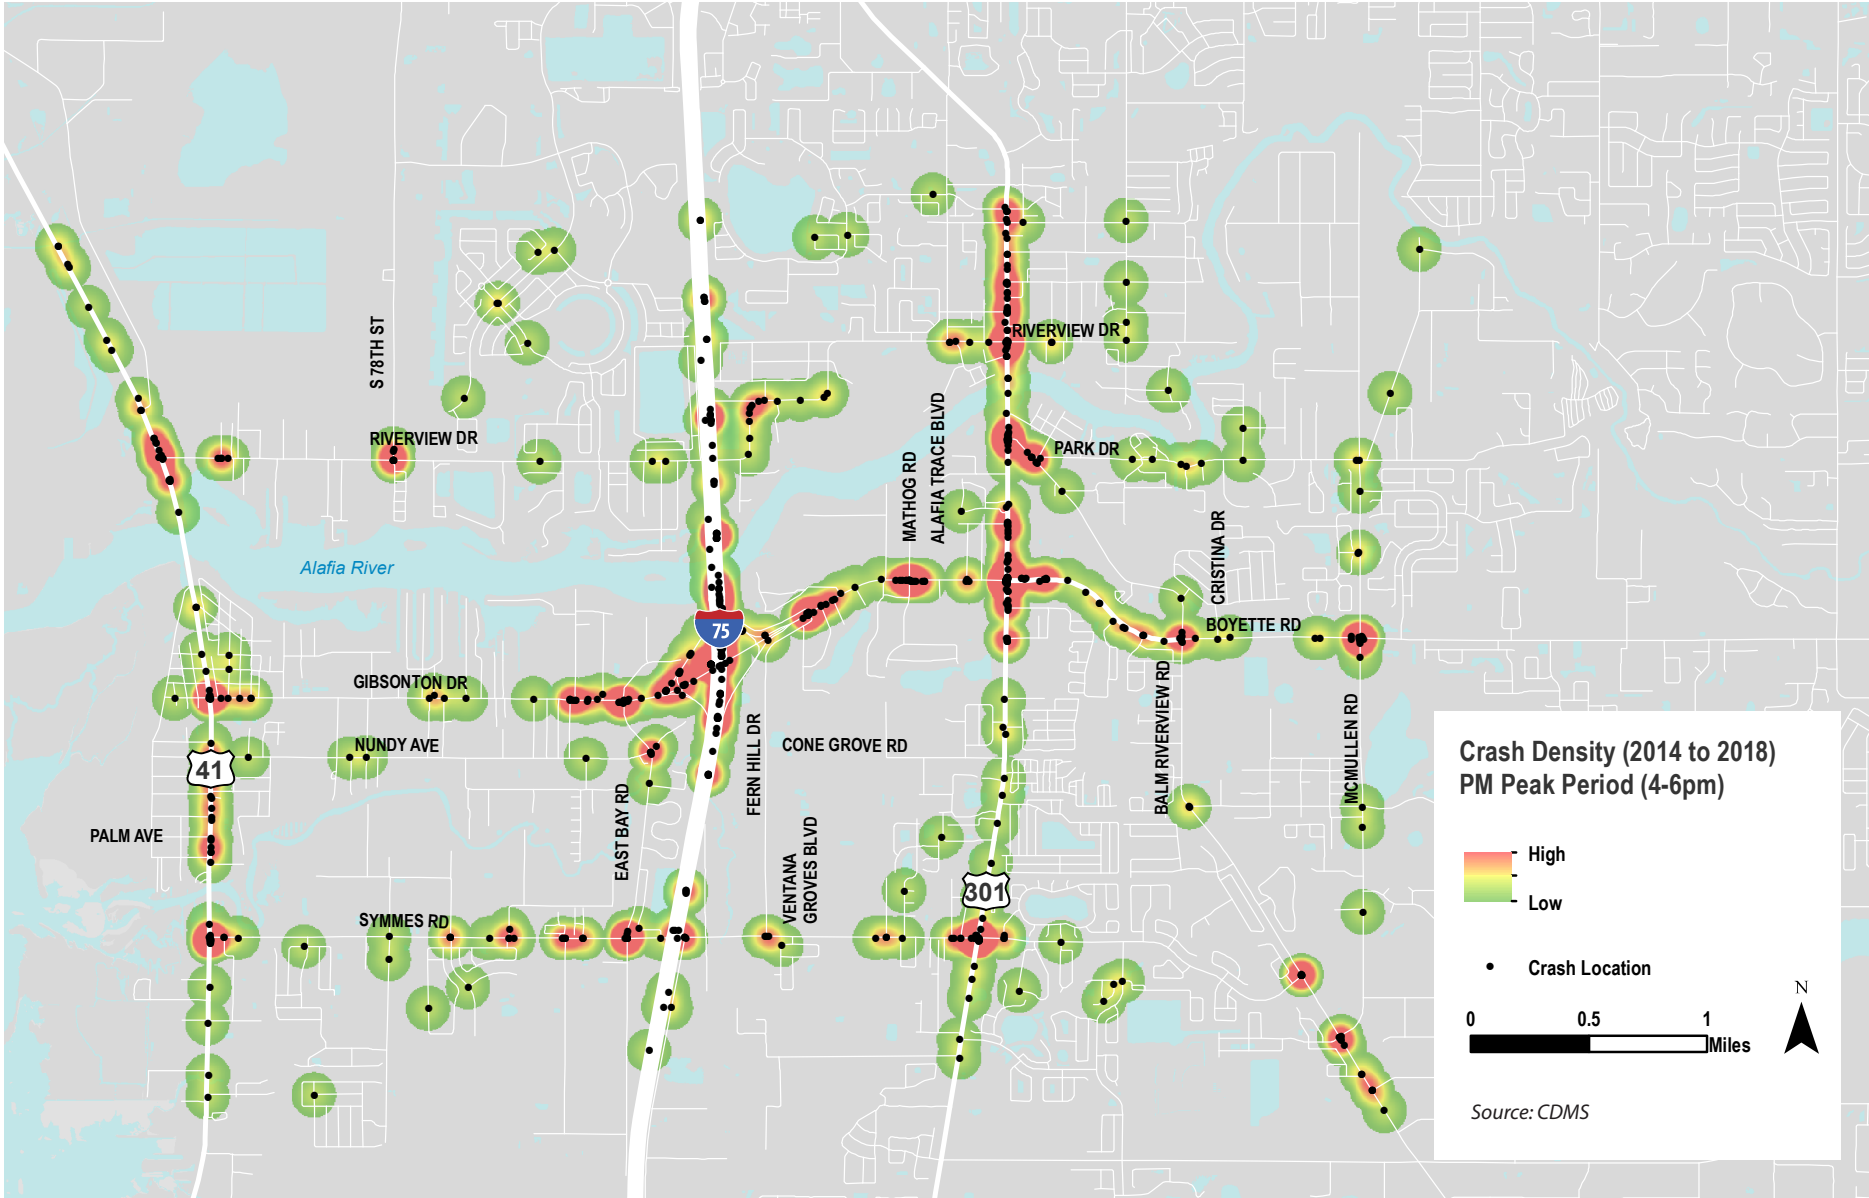 S 78TH ST
RIVERVIEW DR
RIVERVIEW DR
PARK DR
MATHOG RD
ALAFIA TRACE BLVD
Alafia River
CRISTINA DR
BOYETTE RD
75
GIBSONTON DR
NUNDY AVE
41
FERN HILL DR
CONE GROVE RD
BALM RIVERVIEW RD
MCMULLEN RD
PALM AVE
EAST BAY RD
VENTANA
GROVES BLVD
301
SYMMES RD
Crash Density (2014 to 2018)
PM Peak Period (4-6pm)
High
Low
Crash Location
N
0 0.5 1
Miles
Source: CDMS